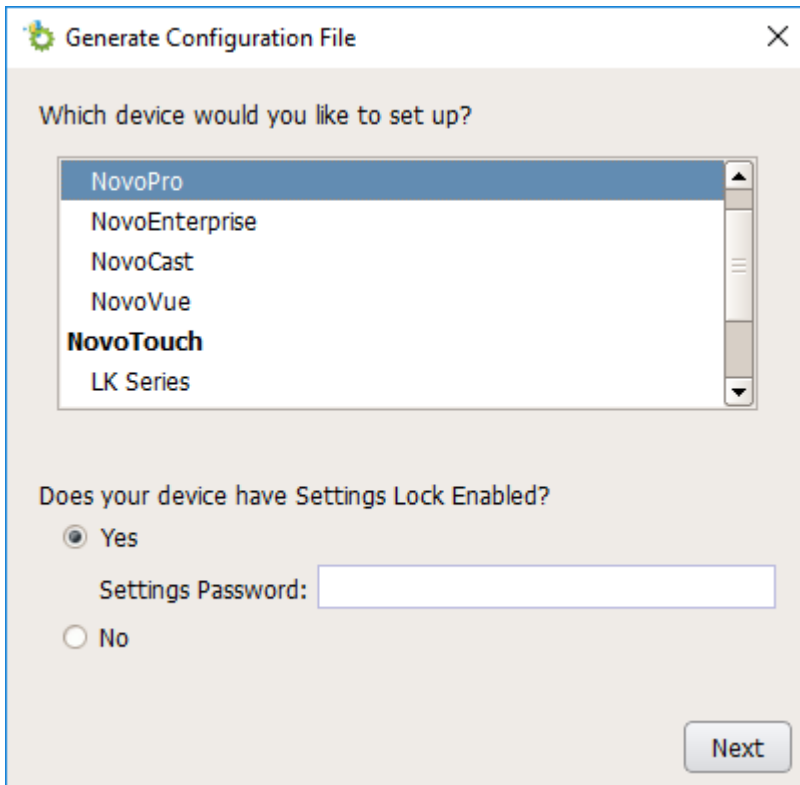 Generate Configuration File
Which device would you like to set up?
NovoPro
NovoEnterprise
NovoCast
NovoVue
NovoTouch
LK Series
Does your device have Settings Lock Enabled?
Yes
Settings Password:
No
Next